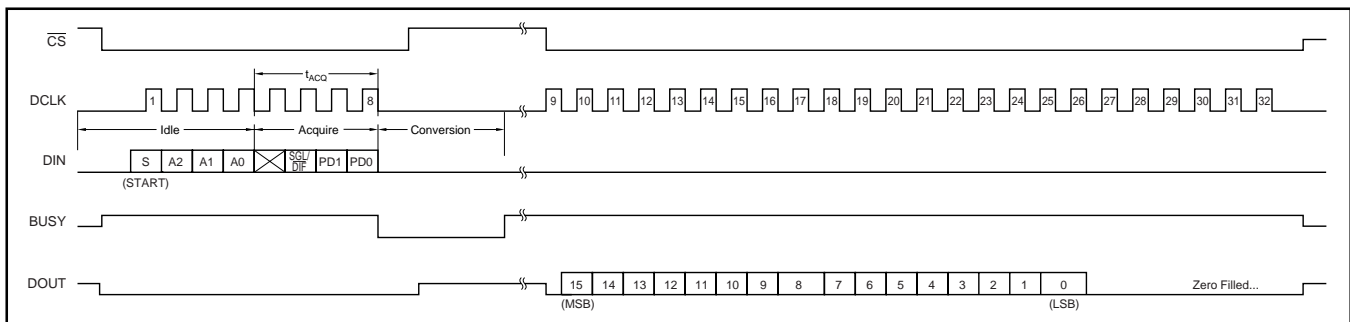 CS
tACQ
DCLK 1 8 9 10 11 12 13 14 15 16 17 18 19 20 21 22 23 24 25 26 27 28 29 30 31 32
Idle Acquire Conversion
DIN S A2 A1 A0 SGL/DIF PD1 PD0
(START)
BUSY
DOUT 15 14 13 12 11 10 9 8 7 6 5 4 3 2 1 0 Zero Filled...
(MSB) (LSB)